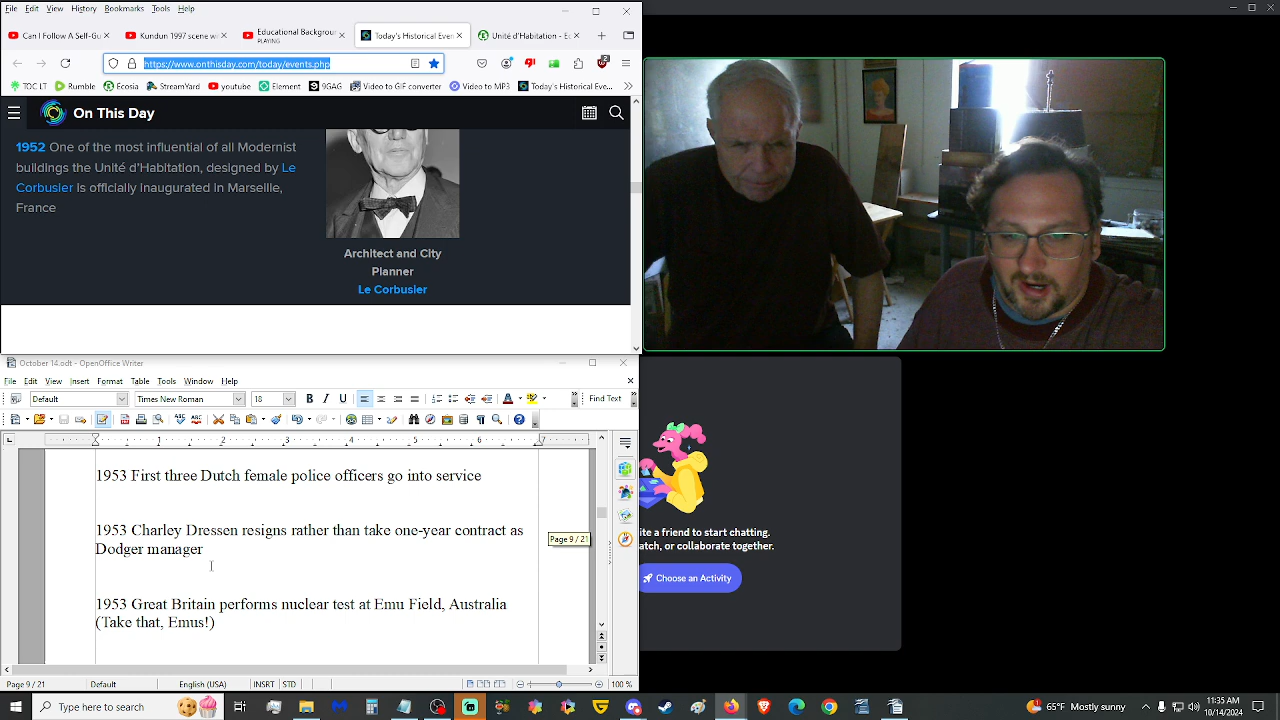 File Edit View History Bookmarks Tools Help
Can I Follow A Self-Gu
Kundun 1997 scene w
Educational Backgrou
PLAYING
Today's Historical Even
Unité d'Habitation - Ec
https://www.onthisday.com/today/events.php
2
TOC LT Rumble Ecosia StreamYard youtube Element 9GAG Video to GIF converter Video to MP3 Today's Historical Eve...
On This Day
1952 One of the most influential of all Modernist
buildings the Unité d'Habitation, designed by Le
Corbusier is officially inaugurated in Marseille,
France
Architect and City
Planner
Le Corbusier
October 14.odt - OpenOffice Writer
File Edit View Insert Format Table Tools Window Help
Default Times New Roman 18 B I U Find Text
1 2 3 4 5 6 7
1953 First three Dutch female police officers go into service
1953 Charley Dressen resigns rather than take one-year contract as
Dodger manager
Page 9 / 21
1953 Great Britain performs nuclear test at Emu Field, Australia
(Take that, Emus!)
Page 9 / 21 Default English (USA) INSRT STD 100 %
ite a friend to start chatting.
atch, or collaborate together.
Choose an Activity
Type here to search
65°F Mostly sunny
11:35 AM
10/14/2024